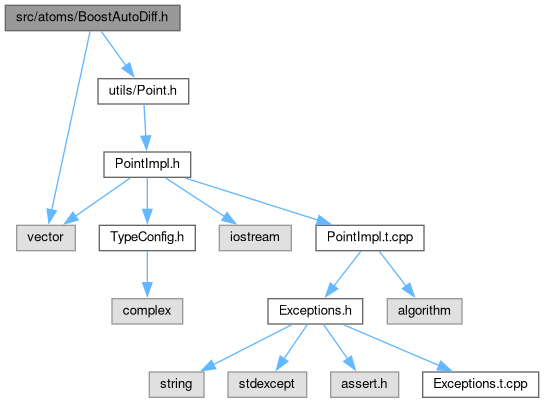 src/atoms/BoostAutoDiff.h
utils/Point.h
PointImpl.h
vector
TypeConfig.h
iostream
PointImpl.t.cpp
complex
Exceptions.h
algorithm
string
stdexcept
assert.h
Exceptions.t.cpp